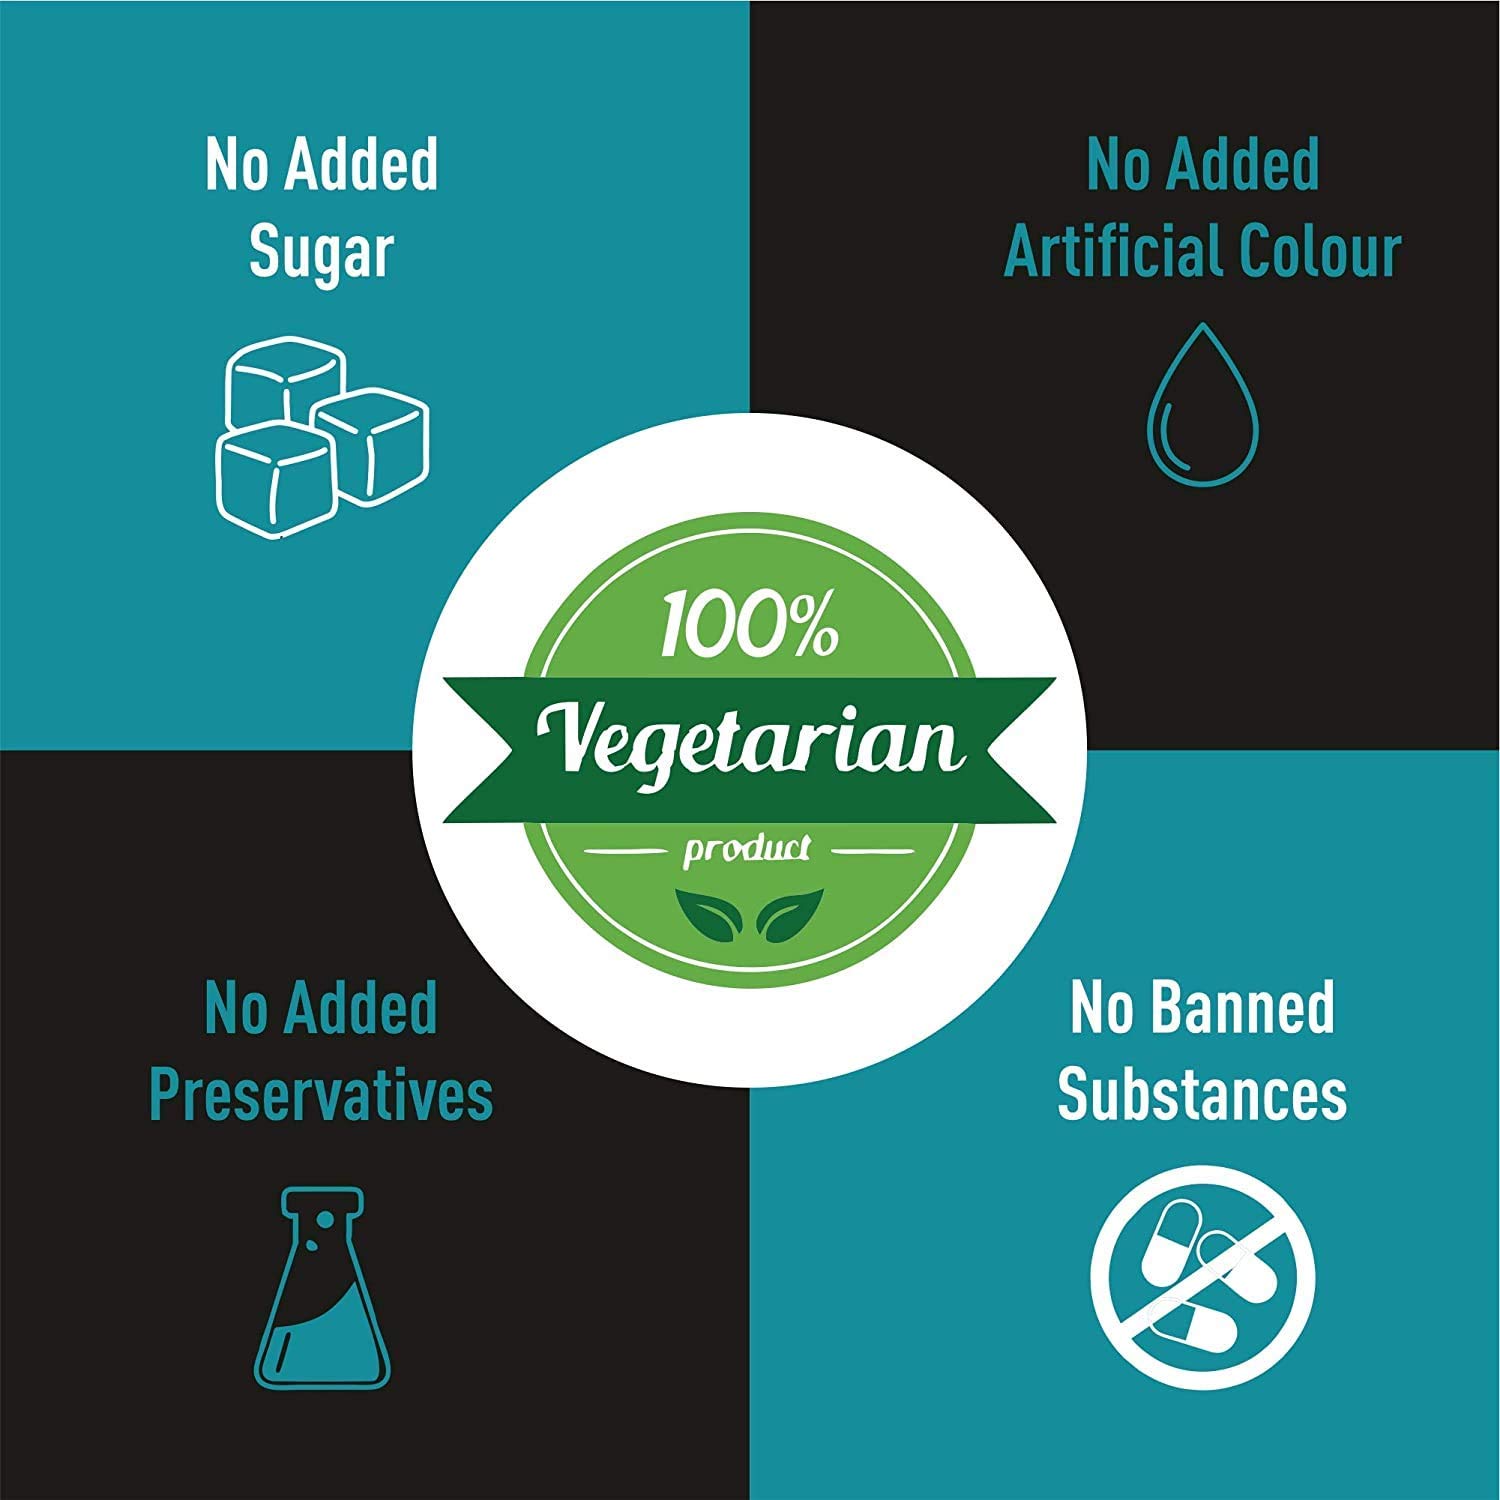 No Added
Sugar
No Added
Artificial Colour
100%
Vegetarian
product
No Added
Preservatives
No Banned
Substances